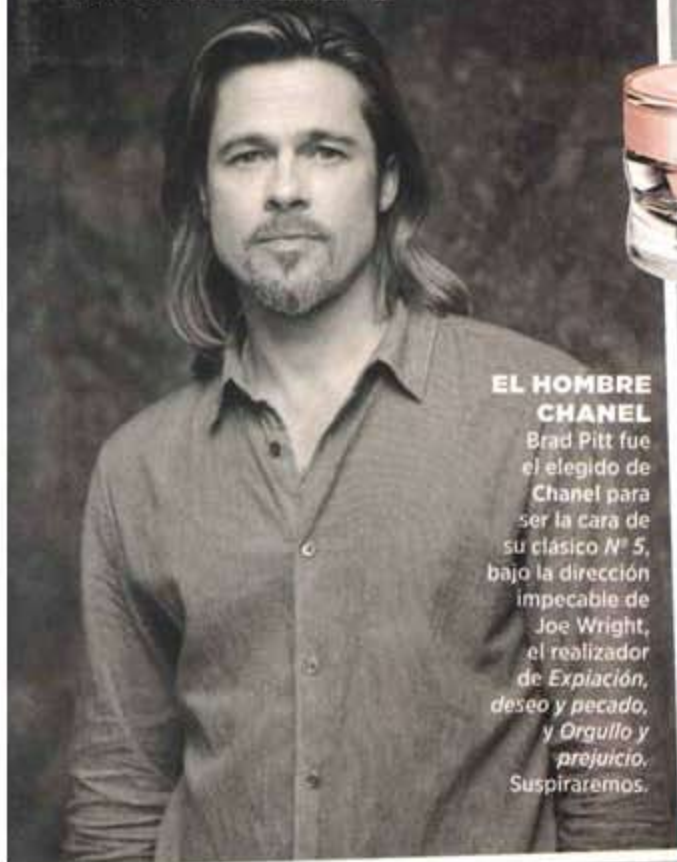 EL HOMBRE
CHANEL
Brad Pitt fue
el elegido de
Chanel para
ser la cara de
su clásico Nº 5,
bajo la dirección
impecable de
Joe Wright,
el realizador
de Expiación,
deseo y pecado,
y Orgullo y
prejuicio.
Suspiraremos.